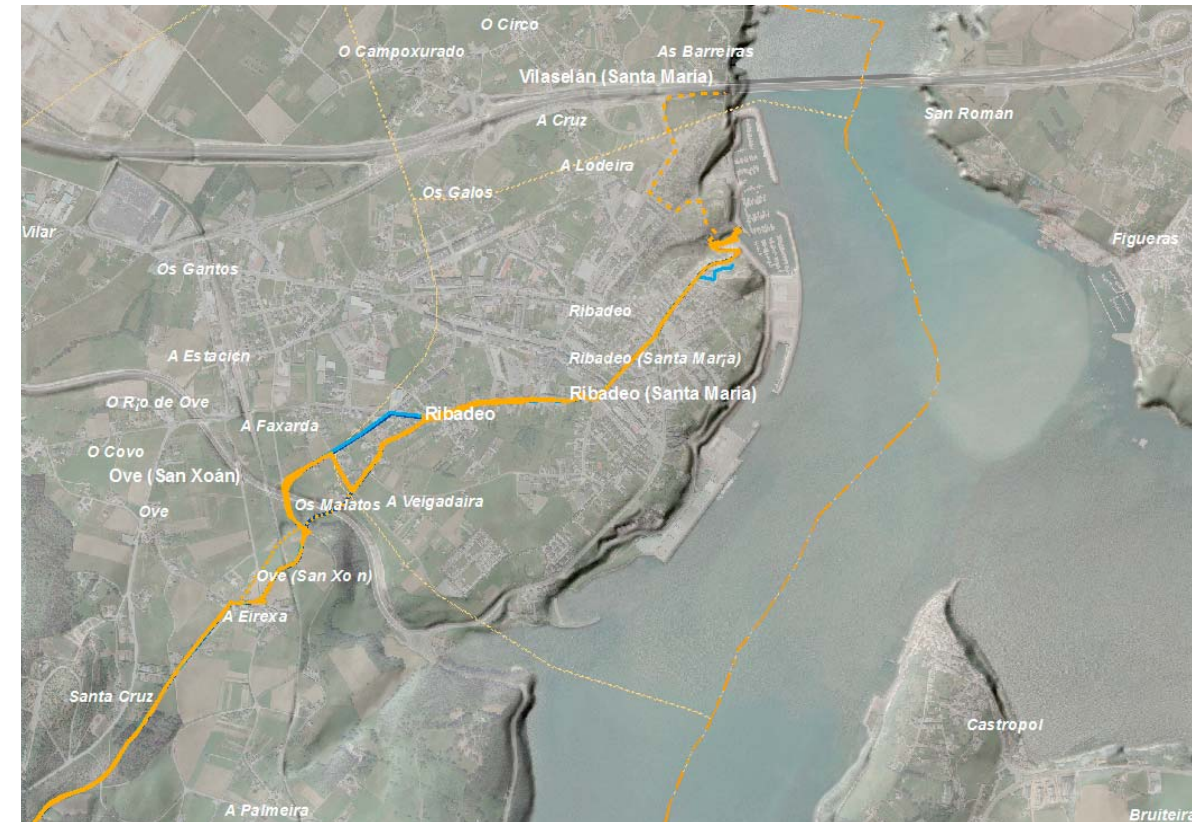 O Circo
O Campoxurado
As Barreiras
Vilaselán (Santa María)
San Roman
A Cruz
A Lodeira
Os Galos
Vilar
Figueras
Os Gantos
Ribadeo
A Estacicn
Ribadeo (Santa Mar¡a)
Ribadeo (Santa María)
O R¡o de Ove
Ribadeo
A Faxarda
O Covo
Ove (San Xoán)
Os Malatos
A Veigadaira
Ove
Ove (San Xo n)
A Eirexa
Santa Cruz
Castropol
A Palmeira
Bruiteira